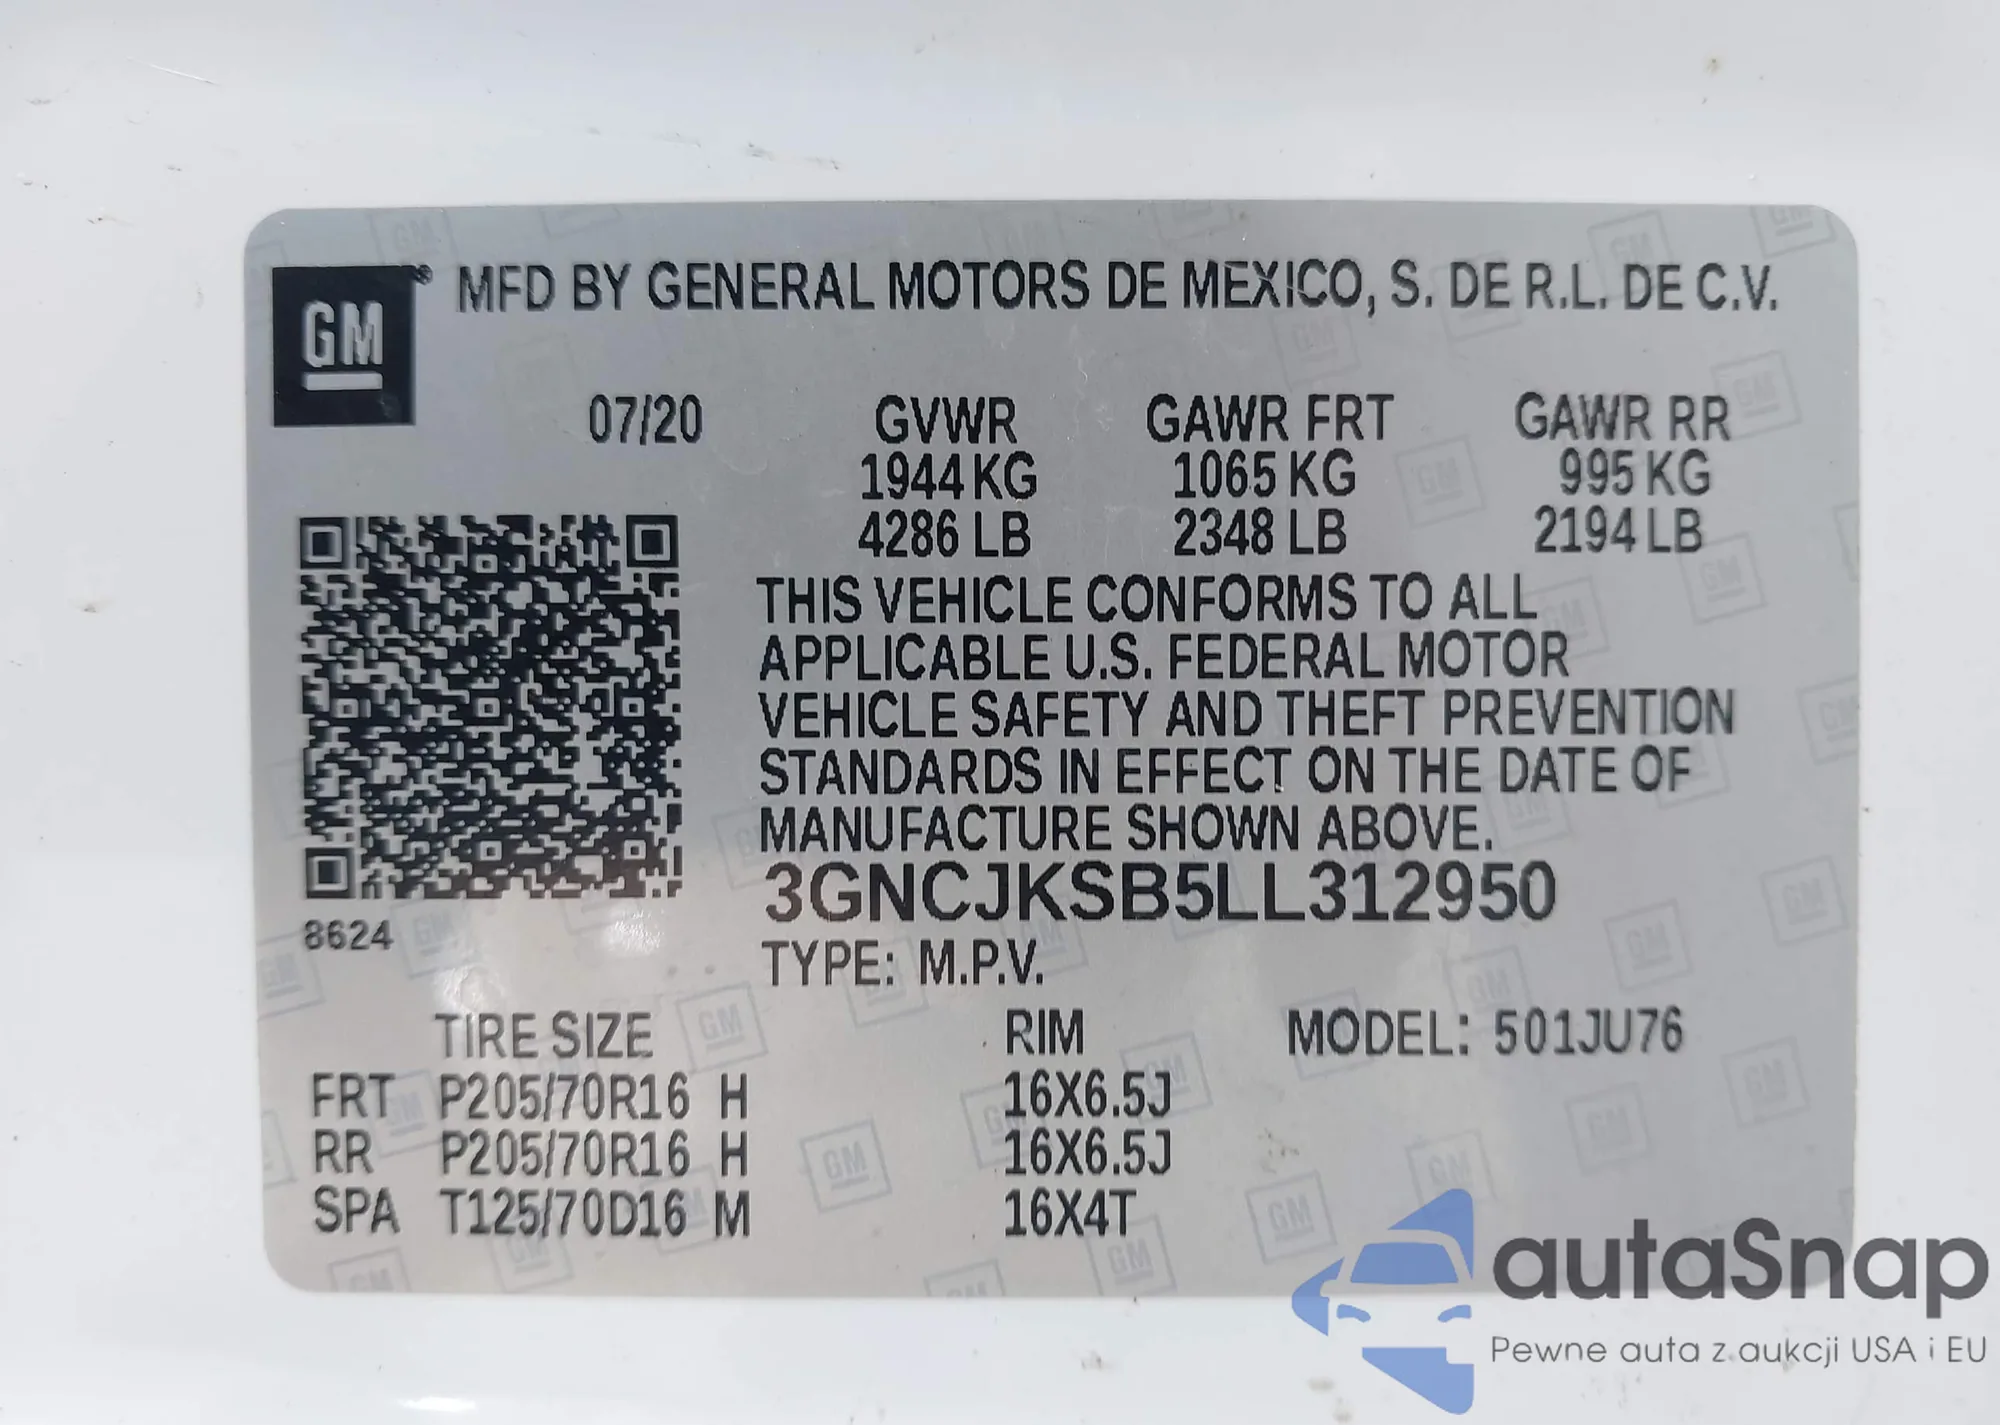 GM
® MFD BY GENERAL MOTORS DE MEXICO, S. DE R.L. DE C.V.
07/20 GVWR GAWR FRT GAWR RR
1944 KG 1065 KG 995 KG
4286 LB 2348 LB 2194 LB
THIS VEHICLE CONFORMS TO ALL
APPLICABLE U.S. FEDERAL MOTOR
VEHICLE SAFETY AND THEFT PREVENTION
STANDARDS IN EFFECT ON THE DATE OF
MANUFACTURE SHOWN ABOVE.
3GNCJKSB5LL312950
8624
TYPE: M.P.V.
TIRE SIZE RIM MODEL: 501JU76
FRT P205/70R16 H 16X6.5J
RR P205/70R16 H 16X6.5J
SPA T125/70D16 M 16X4T
autaSnap
Pewne auta z aukcji USA i EU